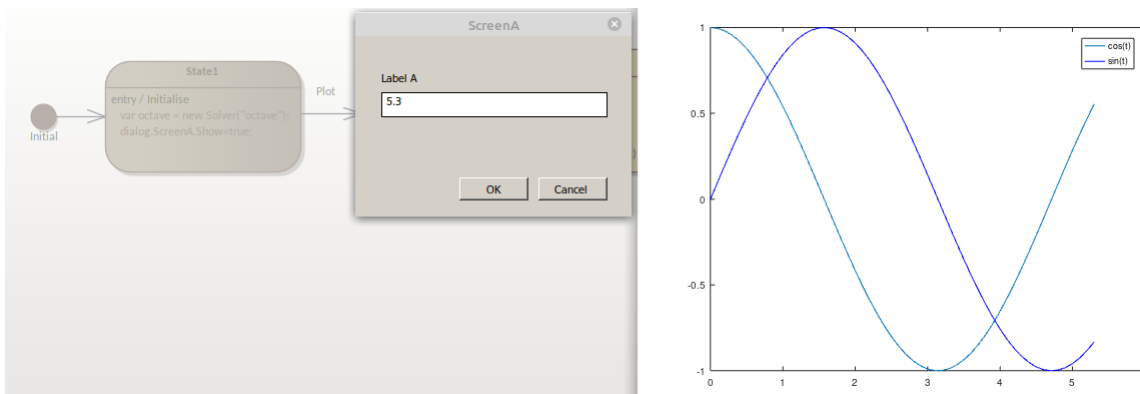 ScreenA
State1
Label A
entry / Initialise
Plot
5.3
var octave = new Solver("octave");
dialog.ScreenA.Show=true;
Initial
OK
Cancel
)
1
cos(t)
sin(t)
0.5
0
-0.5
-1
0 1 2 3 4 5